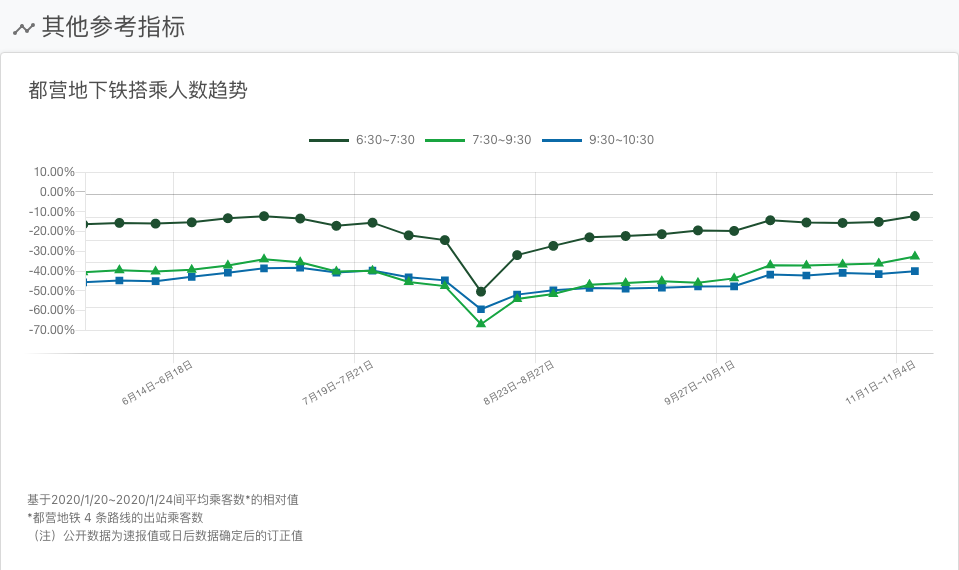 其他参考指标
都营地下铁搭乘人数趋势
6:30~7:30 7:30~9:30 9:30~10:30
10.00%
0.00%
-10.00%
-20.00%
-30.00%
-40.00%
-50.00%
-60.00%
-70.00%
6月14日~6月18日 7月19日~7月21日 8月23日~8月27日 9月27日~10月1日 11月1日~11月4日
基于2020/1/20~2020/1/24间平均乘客数*的相对值
*都营地铁 4 条路线的出站乘客数
（注）公开数据为速报值或日后数据确定后的订正值